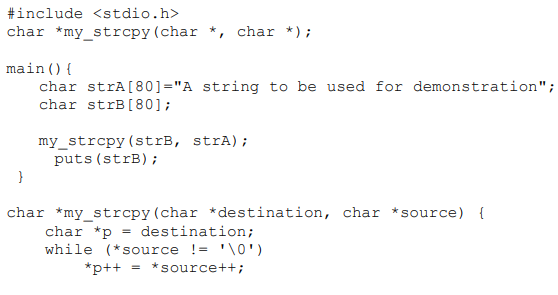 #include <stdio.h>
char *my_strcpy(char *, char *);
main(){
char strA[80]="A string to be used for demonstration";
char strB[80];
my_strcpy(strB, strA);
puts(strB);
}
char *my_strcpy(char *destination, char *source) {
char *p = destination;
while (*source != '\0')
*p++ = *source++;